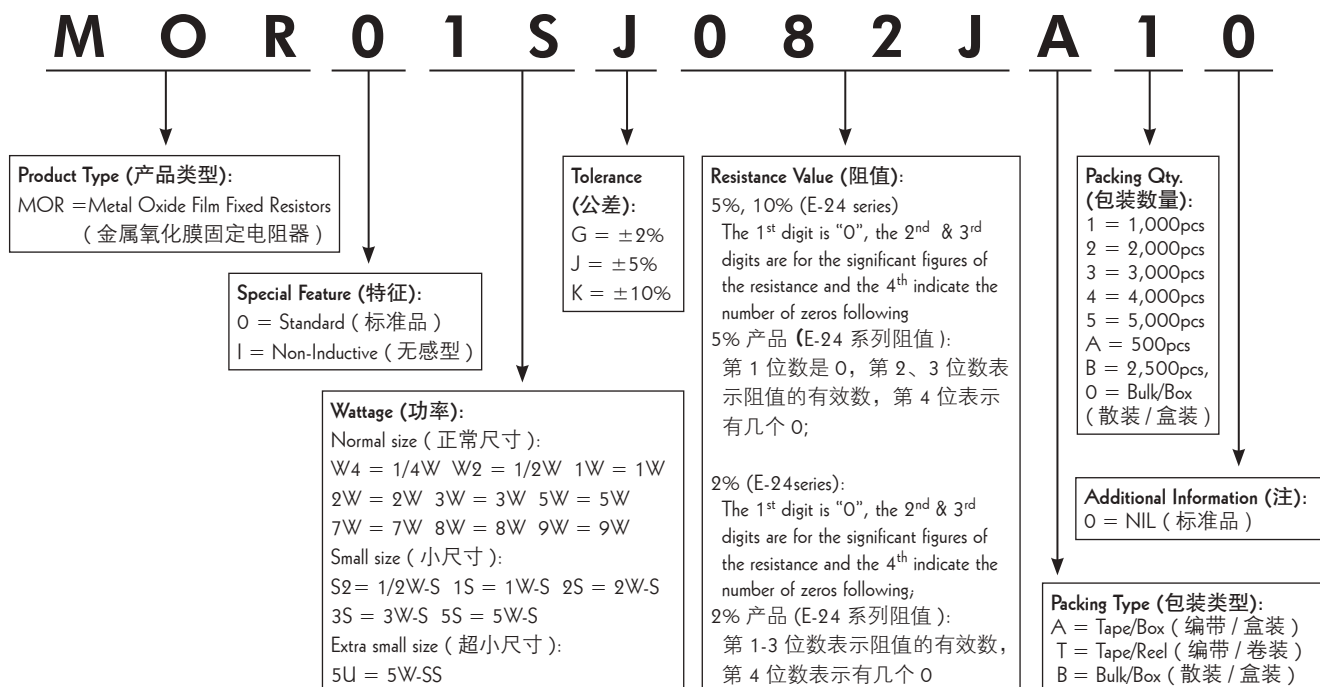 MOR01SJ082JA10
Product Type (产品类型):
MOR =Metal Oxide Film Fixed Resistors
( 金属氧化膜固定电阻器 )
Special Feature (特征):
0 = Standard ( 标准品 )
I = Non-Inductive ( 无感型 )
Wattage (功率):
Normal size ( 正常尺寸 ):
W4 = 1/4W W2 = 1/2W 1W = 1W
2W = 2W 3W = 3W 5W = 5W
7W = 7W 8W = 8W 9W = 9W
Small size ( 小尺寸 ):
S2= 1/2W-S 1S = 1W-S 2S = 2W-S
3S = 3W-S 5S = 5W-S
Extra small size ( 超小尺寸 ):
5U = 5W-SS
Tolerance
(公差):
G = ±2%
J = ±5%
K = ±10%
Resistance Value (阻值):
5%, 10% (E-24 series)
The 1st digit is “0”, the 2nd & 3rd
digits are for the significant figures of
the resistance and the 4th indicate the
number of zeros following
5% 产品 (E-24 系列阻值 ):
第 1 位数是 0，第 2、3 位数表
示阻值的有效数，第 4 位表示
有几个 0;
2% (E-24series):
The 1st digit is “0”, the 2nd & 3rd
digits are for the significant figures of
the resistance and the 4th indicate the
number of zeros following;
2% 产品 (E-24 系列阻值 ):
第 1-3 位数表示阻值的有效数，
第 4 位数表示有几个 0
Packing Qty.
(包装数量):
1 = 1,000pcs
2 = 2,000pcs
3 = 3,000pcs
4 = 4,000pcs
5 = 5,000pcs
A = 500pcs
B = 2,500pcs,
0 = Bulk/Box
( 散装 / 盒装 )
Additional Information (注):
0 = NIL ( 标准品 )
Packing Type (包装类型):
A = Tape/Box ( 编带 / 盒装 )
T = Tape/Reel ( 编带 / 卷装 )
B = Bulk/Box ( 散装 / 盒装 )